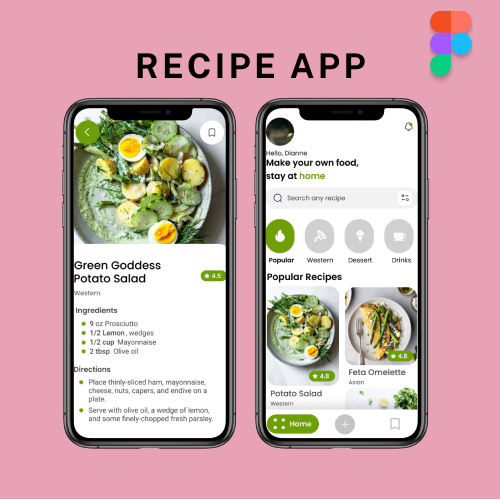 RECIPE APP
Green Goddess
Potato Salad
4.5
Western
Ingredients
9 oz Prosciutto
1/2 Lemon, wedges
1/2 cup Mayonnaise
2 tbsp Olive oil
Directions
Place thinly-sliced ham, mayonnaise,
cheese, nuts, capers, and endive on a
plate.
Serve with olive oil, a wedge of lemon,
and some finely-chopped fresh parsley.
Hello, Dianne
Make your own food,
stay at home
Search any recipe
Popular Western Dessert Drinks
Popular Recipes
4.8
Potato Salad
Western
4.8
Feta Omelette
Asian
Home